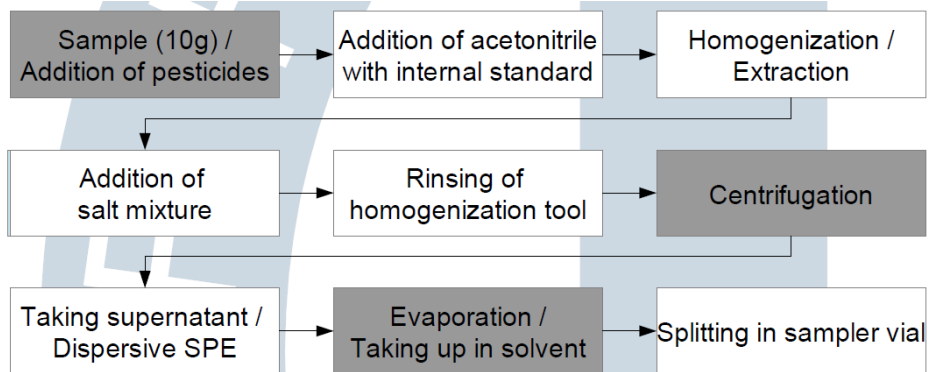 Sample (10g) /
Addition of pesticides
Addition of acetonitrile
with internal standard
Homogenization /
Extraction
Addition of
salt mixture
Rinsing of
homogenization tool
Centrifugation
Taking supernatant /
Dispersive SPE
Evaporation /
Taking up in solvent
Splitting in sampler vial